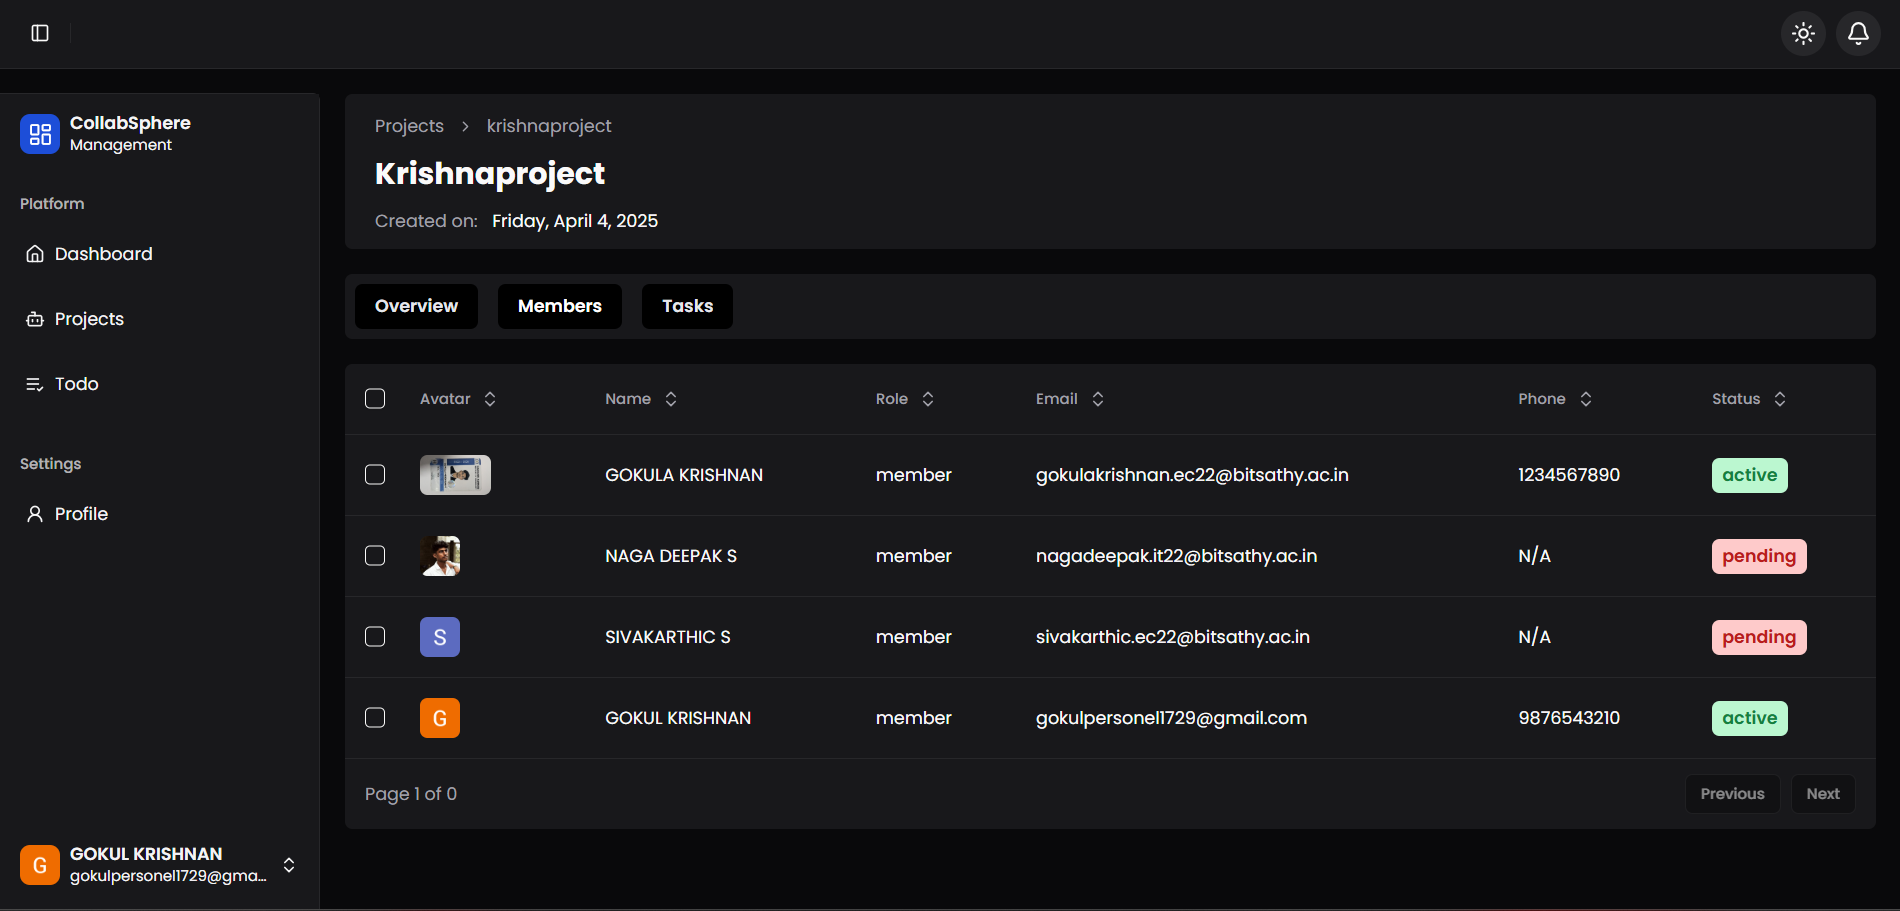 CollabSphere
Management
Platform
Dashboard
Projects
Todo
Settings
Profile
GOKUL KRISHNAN
gokulpersonel1729@gma...
Projects > krishnaproject
Krishnaproject
Created on: Friday, April 4, 2025
Overview Members Tasks
Avatar Name Role Email Phone Status
GOKULA KRISHNAN member gokulakrishnan.ec22@bitsathy.ac.in 1234567890 active
NAGA DEEPAK S member nagadeepak.it22@bitsathy.ac.in N/A pending
S SIVAKARTHIC S member sivakarthic.ec22@bitsathy.ac.in N/A pending
G GOKUL KRISHNAN member gokulpersonel1729@gmail.com 9876543210 active
Page 1 of 0 Previous Next
G